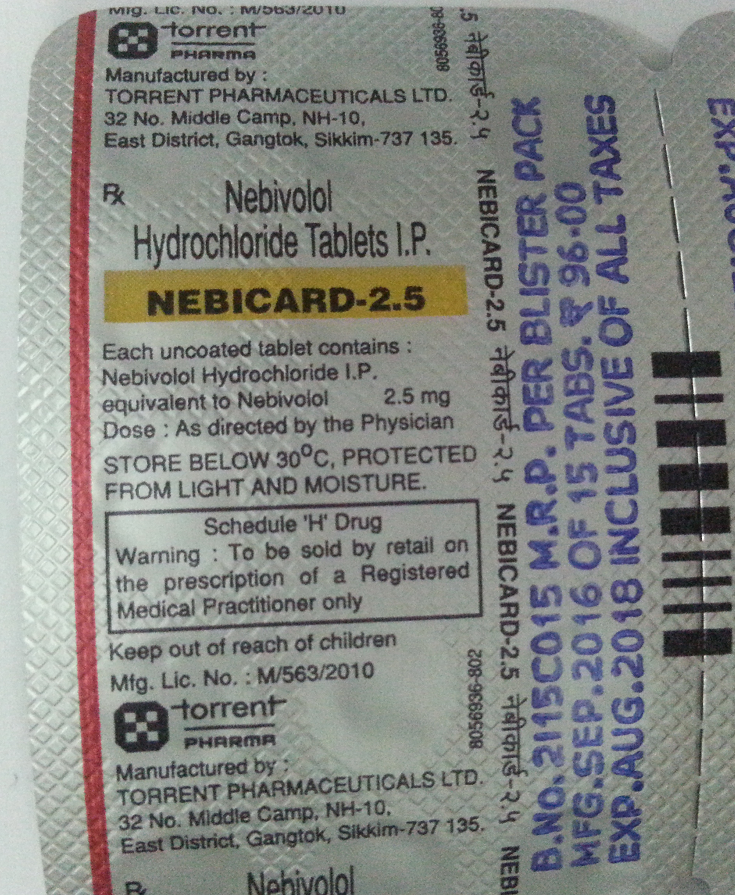 Mfg. Lic. No. : M/563/2010
torrent
PHARMA
Manufactured by :
TORRENT PHARMACEUTICALS LTD.
32 No. Middle Camp, NH-10,
East District, Gangtok, Sikkim-737 135.
Rx
Nebivolol
Hydrochloride Tablets I.P.
NEBICARD-2.5
Each uncoated tablet contains :
Nebivolol Hydrochloride I.P.
equivalent to Nebivolol 2.5 mg
Dose : As directed by the Physician
STORE BELOW 30°C, PROTECTED
FROM LIGHT AND MOISTURE.
Schedule 'H' Drug
Warning : To be sold by retail on
the prescription of a Registered
Medical Practitioner only
Keep out of reach of children
Mfg. Lic. No. : M/563/2010
torrent
PHARMA
Manufactured by :
TORRENT PHARMACEUTICALS LTD.
32 No. Middle Camp, NH-10,
East District, Gangtok, Sikkim-737 135.
Rx
Nebivolol
8056936-802
8056936-80
NEBI नेबीकार्ड-२.५ NEBICARD-2.5 नेबीकार्ड-२.५ NEBICARD-2.5 नेबीकार्ड-२.५ .5
B.NO.2I15C015 M.R.P. PER BLISTER PACK
MFG.SEP.2016 OF 15 TABS. ₹ 96.00
EXP.AUG.2018 INCLUSIVE OF ALL TAXES